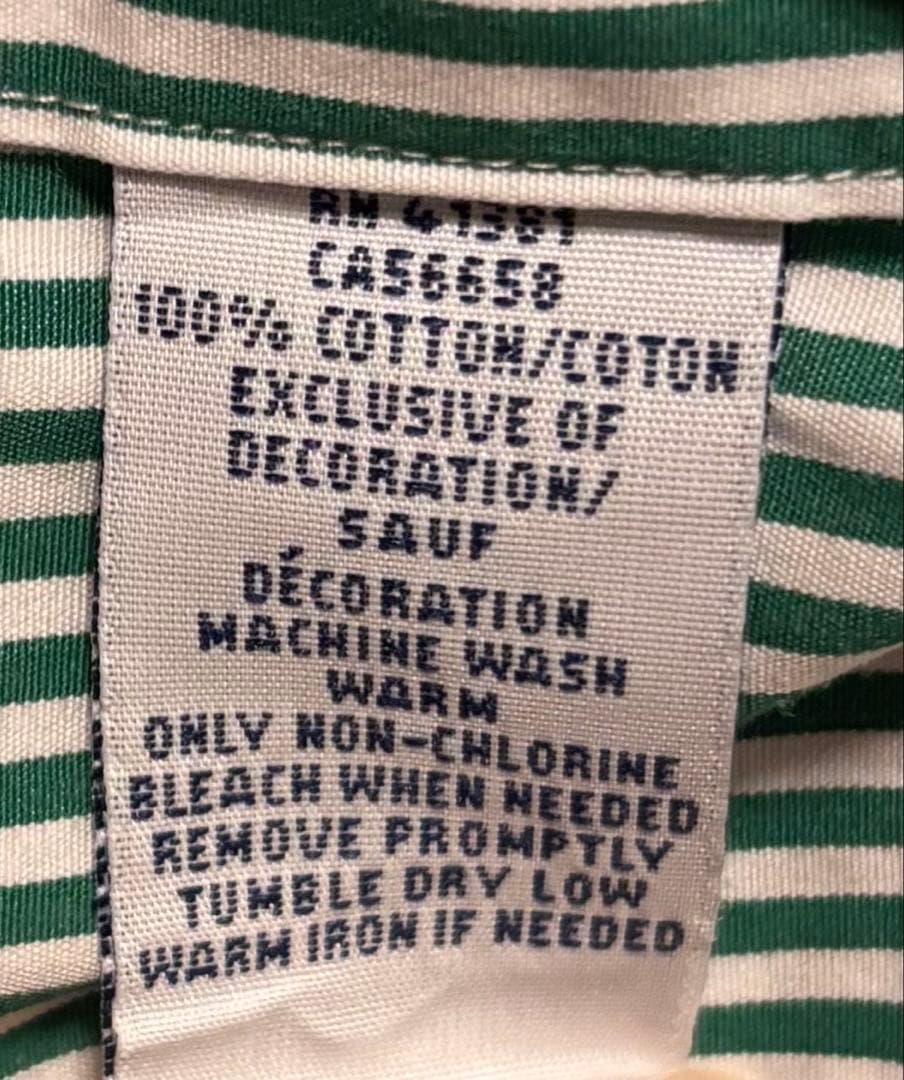 RN 41381
CA56658
100% COTTON/COTON
EXCLUSIVE OF
DECORATION/
SAUF
DÉCORATION
MACHINE WASH
WARM
ONLY NON-CHLORINE
BLEACH WHEN NEEDED
REMOVE PROMPTLY
TUMBLE DRY LOW
WARM IRON IF NEEDED